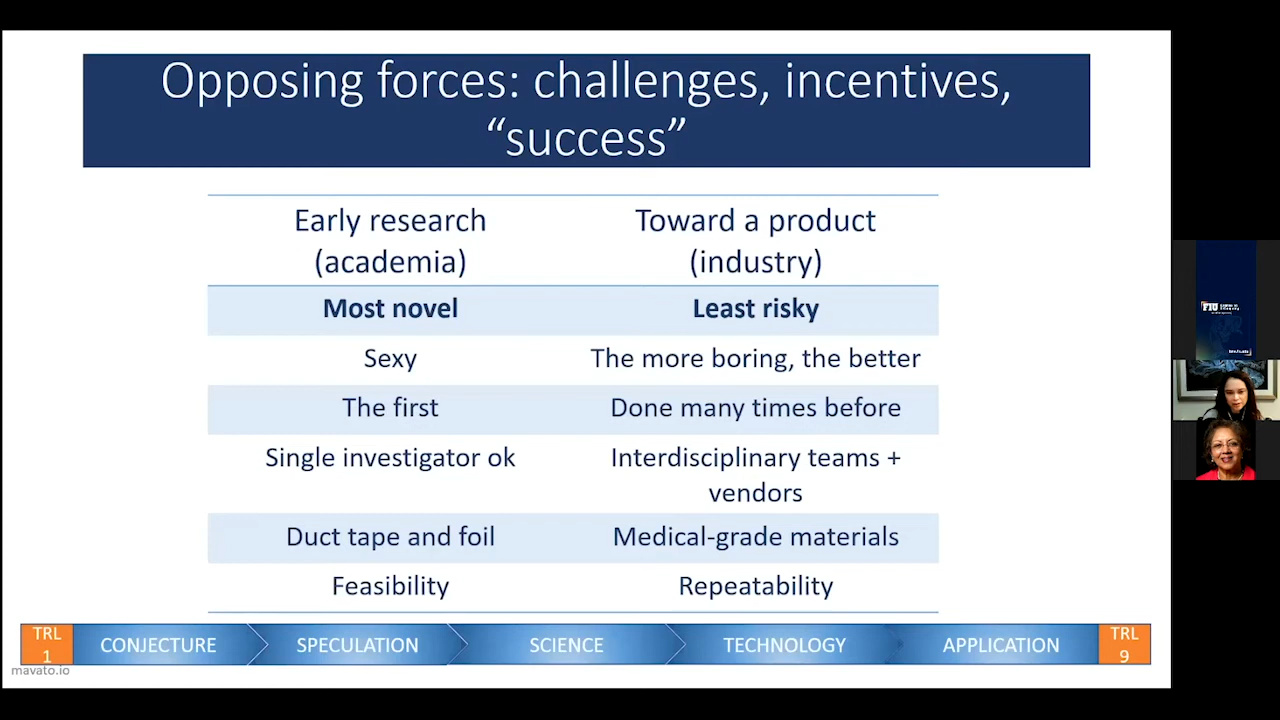 Opposing forces: challenges, incentives,
“success”
Early research
(academia)
Toward a product
(industry)
Most novel
Least risky
Sexy
The more boring, the better
The first
Done many times before
Single investigator ok
Interdisciplinary teams +
vendors
Duct tape and foil
Medical-grade materials
Feasibility
Repeatability
TRL
1
CONJECTURE
SPECULATION
SCIENCE
TECHNOLOGY
APPLICATION
TRL
9
mavato.io
FIU